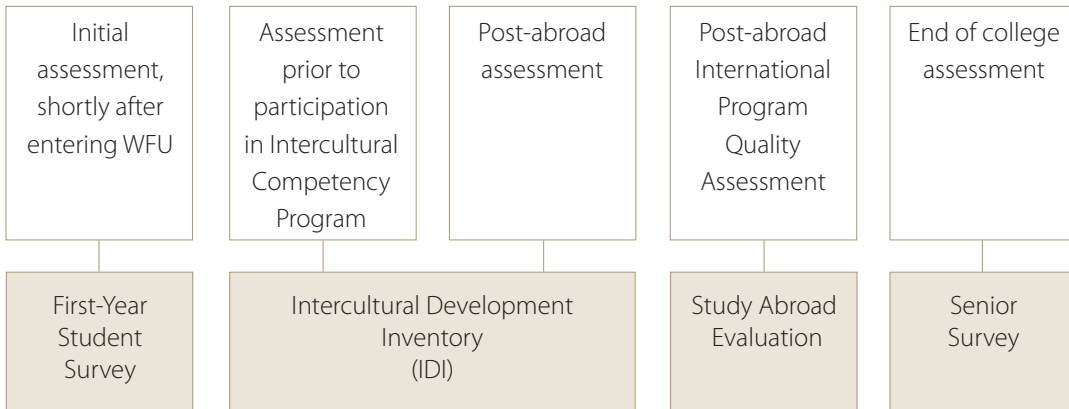 Initial
assessment,
shortly after
entering WFU
Assessment
prior to
participation
in Intercultural
Competency
Program
Post-abroad
assessment
Post-abroad
International
Program
Quality
Assessment
End of college
assessment
First-Year
Student
Survey
Intercultural Development
Inventory
(IDI)
Study Abroad
Evaluation
Senior
Survey